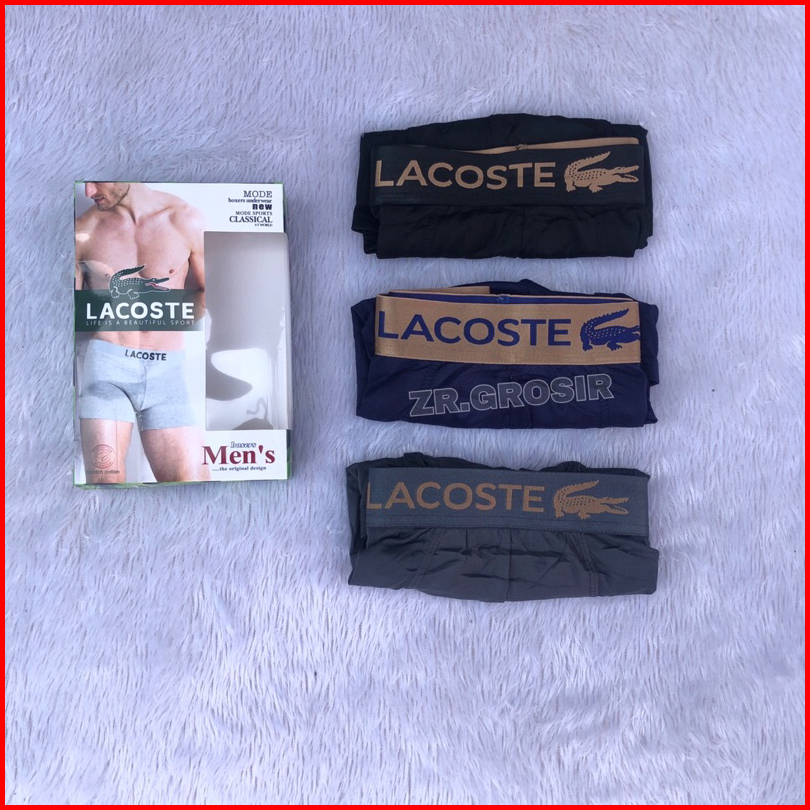 MODE
boxers underwear
new
MODE SPORTS
CLASSICAL
LACOSTE
LIFE IS A BEAUTIFUL SPORT
LACOSTE
boxers
Men's
....the original design
LACOSTE
LACOSTE
ZR.GROSIR
LACOSTE